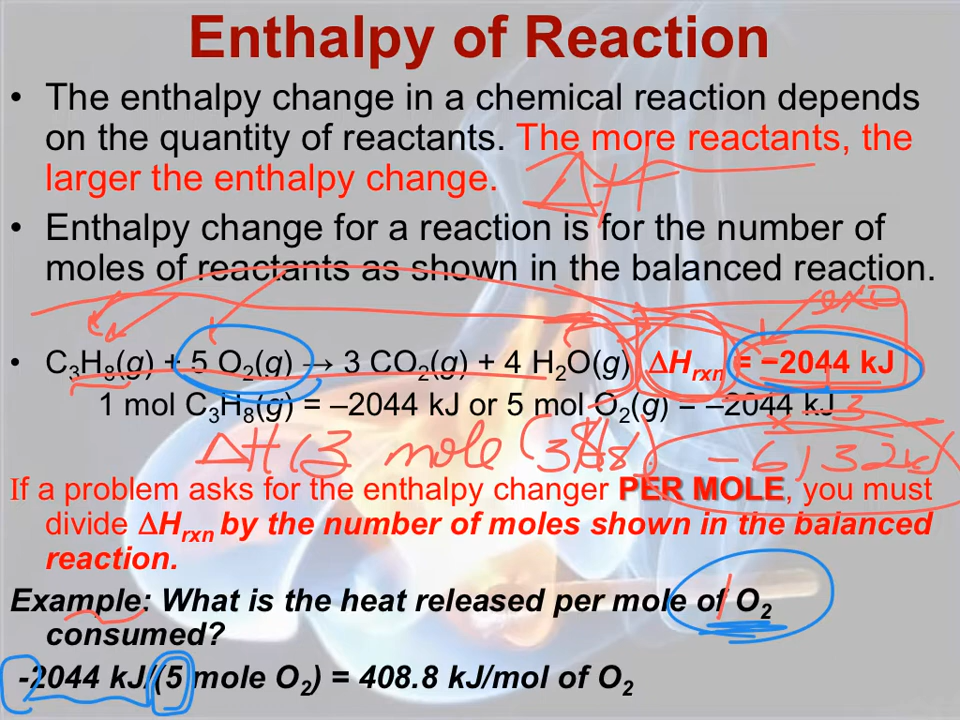 Enthalpy of Reaction
• The enthalpy change in a chemical reaction depends
on the quantity of reactants. The more reactants, the
larger the enthalpy change.
ΔH
• Enthalpy change for a reaction is for the number of
moles of reactants as shown in the balanced reaction.
exo
• C₃H₈(g) + 5 O₂(g) → 3 CO₂(g) + 4 H₂O(g) ΔHrxn = −2044 kJ
1 mol C₃H₈(g) = –2044 kJ or 5 mol O₂(g) = –2044 kJ
x 3
ΔH (3 mole C3H8) -6132kJ
If a problem asks for the enthalpy changer PER MOLE, you must
divide ΔHrxn by the number of moles shown in the balanced
reaction.
Example: What is the heat released per mole of O₂
consumed?
-2044 kJ/(5 mole O₂) = 408.8 kJ/mol of O₂